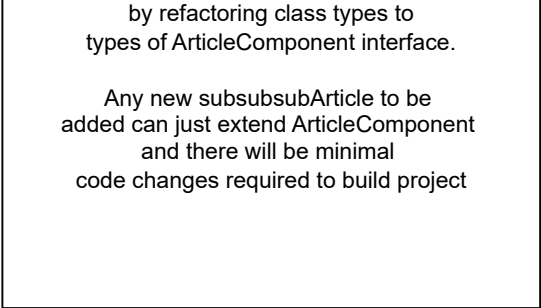 by refactoring class types to
types of ArticleComponent interface.
Any new subsubsubArticle to be
added can just extend ArticleComponent
and there will be minimal
code changes required to build project